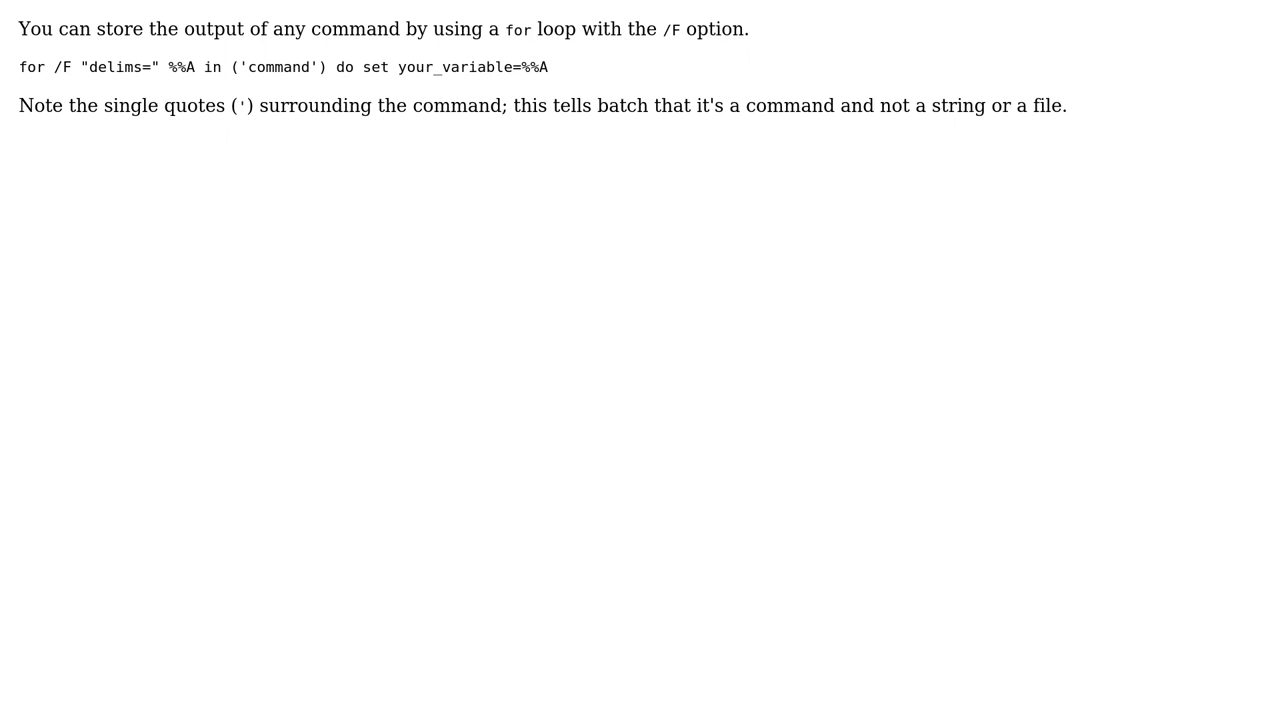 You can store the output of any command by using a for loop with the /F option.
for /F "delims=" %%A in ('command') do set your_variable=%%A
Note the single quotes (') surrounding the command; this tells batch that it's a command and not a string or a file.